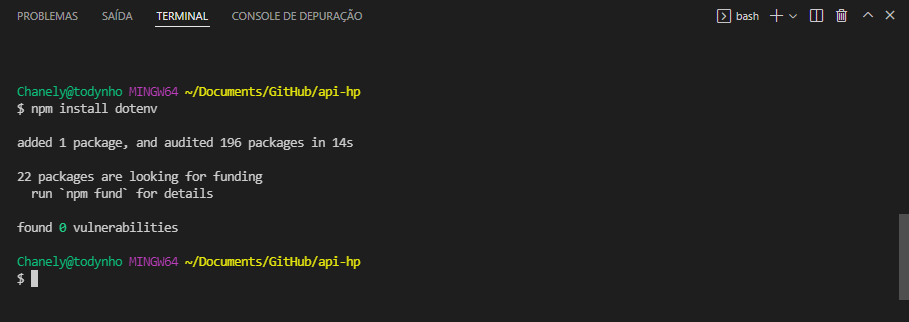 PROBLEMAS SAÍDA TERMINAL CONSOLE DE DEPURAÇÃO bash
Chanely@todynho MINGW64 ~/Documents/GitHub/api-hp
$ npm install dotenv
added 1 package, and audited 196 packages in 14s
22 packages are looking for funding
run `npm fund` for details
found 0 vulnerabilities
Chanely@todynho MINGW64 ~/Documents/GitHub/api-hp
$